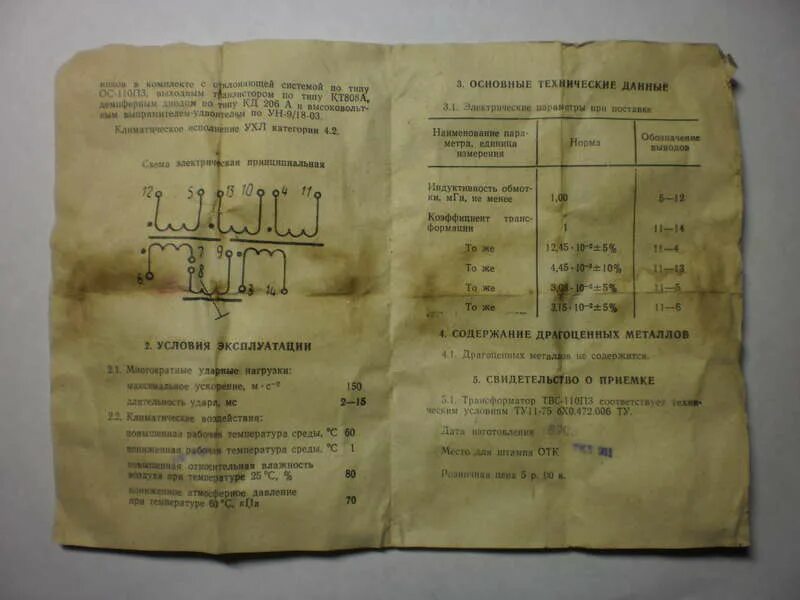 ников в комплекте с отклоняющей системой по типу
ОС-110ПЗ, выходным транзистором по типу КТ808А,
демпферным диодом по типу КД 206 А и высоковольт-
ным выпрямителем-удвоителем по УН-9/18-03.
Климатическое исполнение УХЛ категории 4.2.
Схема электрическая принципиальная
12 5 13 10 4 11
6 7 8 9 3 14
2. УСЛОВИЯ ЭКСПЛУАТАЦИИ
2.1. Многократные ударные нагрузки:
максимальное ускорение, м·с⁻² 150
длительность удара, мс 2—15
2.2. Климатические воздействия:
повышенная рабочая температура среды, °С 60
пониженная рабочая температура среды, °С 1
повышенная относительная влажность
воздуха при температуре 25 °С, % 80
пониженное атмосферное давление
при температуре °С, кПа 70
3. ОСНОВНЫЕ ТЕХНИЧЕСКИЕ ДАННЫЕ
3.1. Электрические параметры при поставке
Наименование пара-
метра, единица
измерения
Норма
Обозначение
выводов
Индуктивность обмот-
ки, мГн, не менее 1,00 5—12
Коэффициент транс-
формации 1 11—14
То же 12,45·10⁻²±5% 11—4
То же 4,45·10⁻²±10% 11—13
То же ±5% 11—5
То же 3,15·10⁻²±5% 11—6
4. СОДЕРЖАНИЕ ДРАГОЦЕННЫХ МЕТАЛЛОВ
4.1. Драгоценных металлов не содержится.
5. СВИДЕТЕЛЬСТВО О ПРИЕМКЕ
5.1. Трансформатор ТВС-110ПЗ соответствует техни-
ческим условиям ТУ11-75 6Х0.472.006 ТУ.
Дата изготовления
Место для штампа ОТК
Розничная цена 5 р. 00 к.